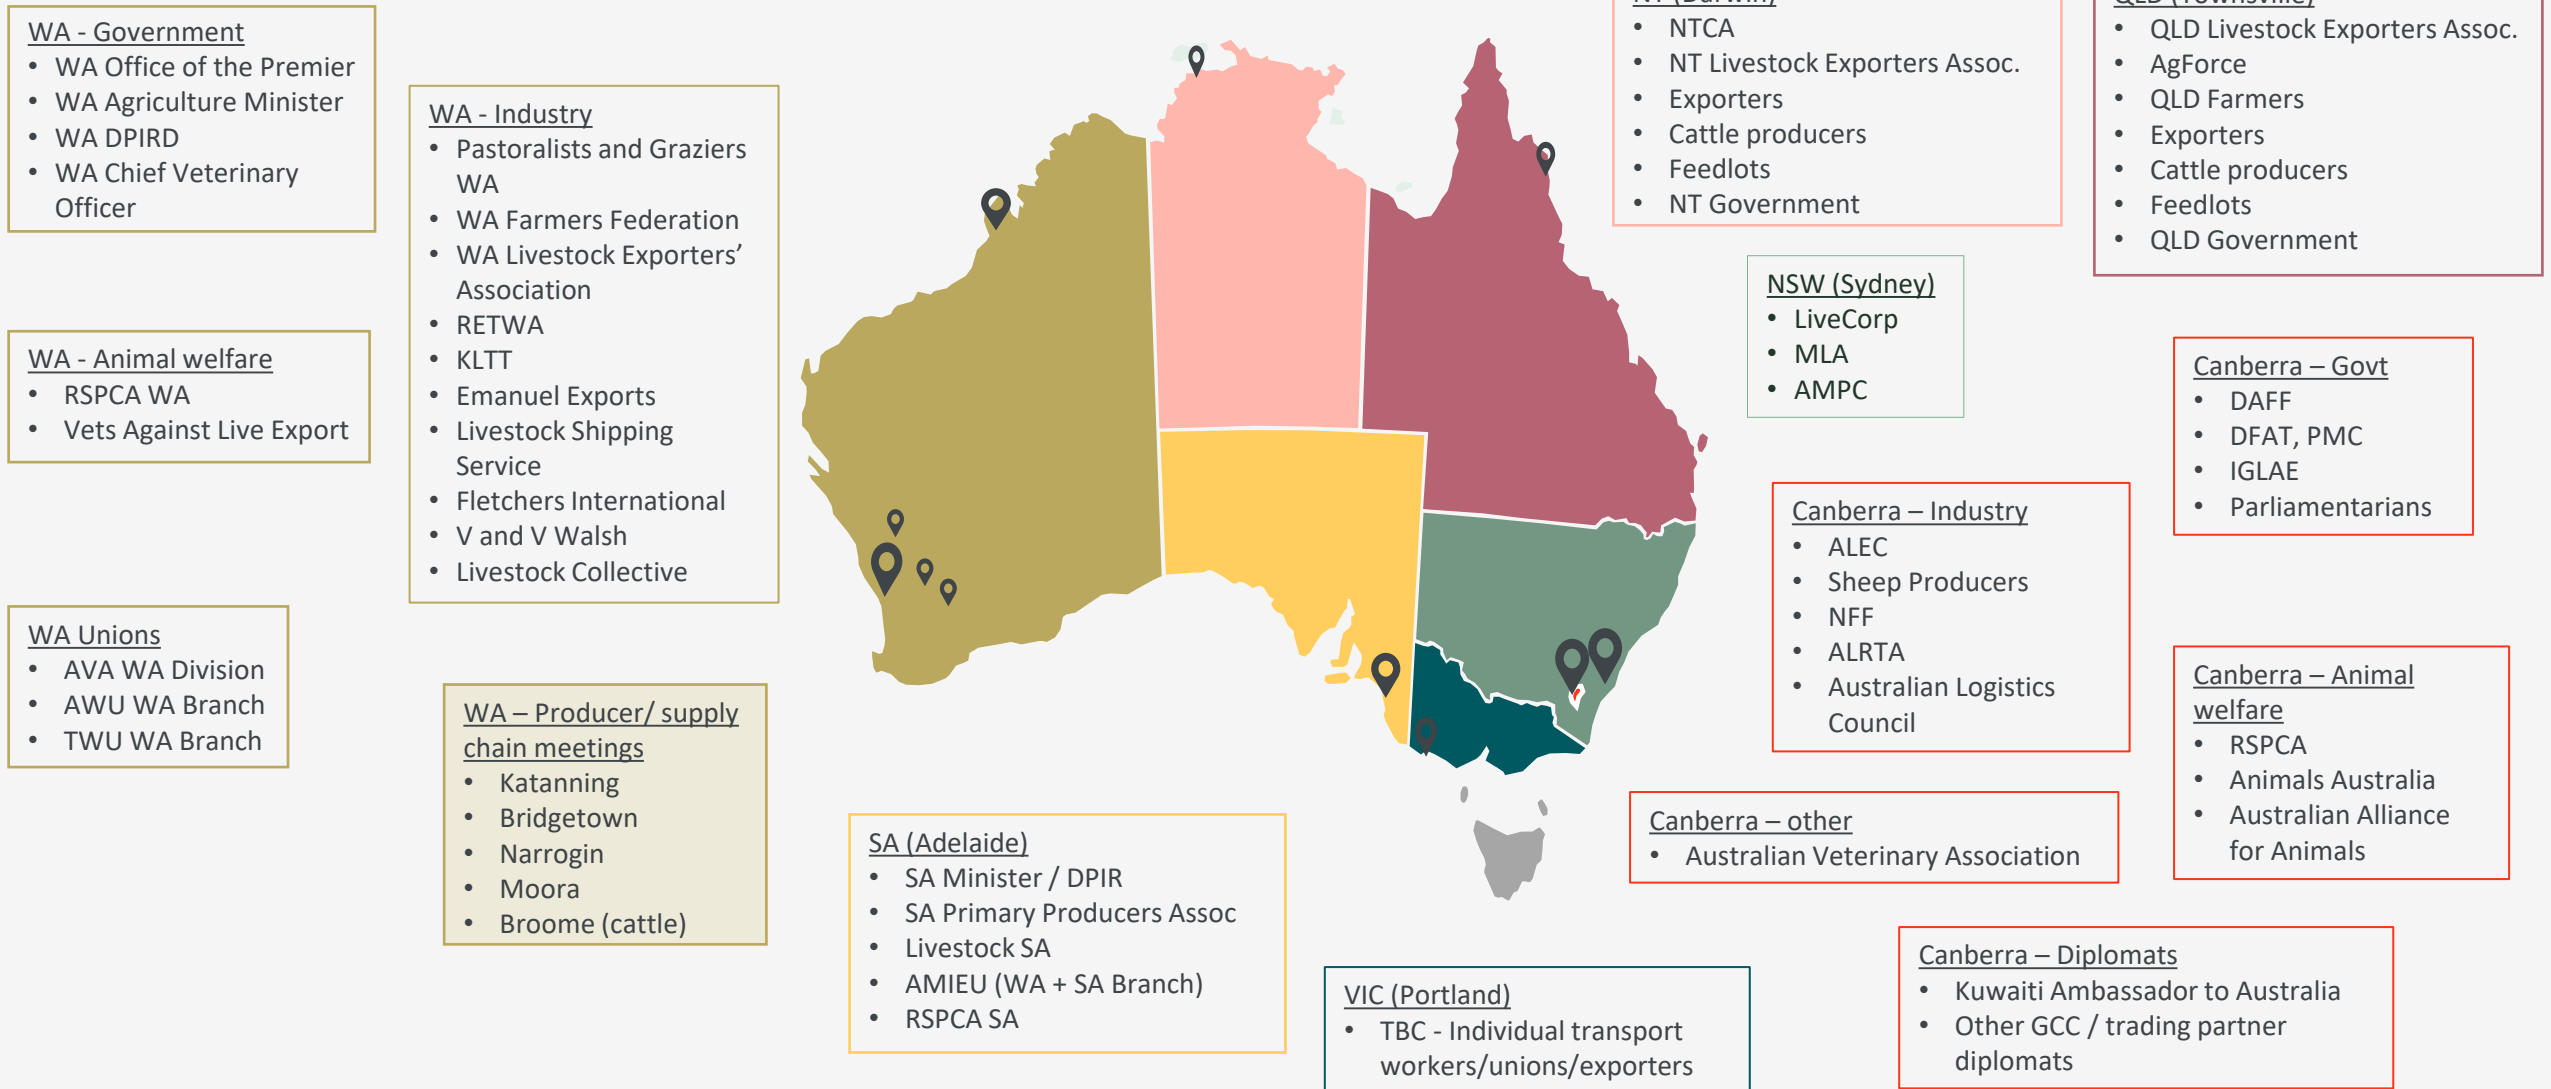 WA - Government
• WA Office of the Premier
• WA Agriculture Minister
• WA DPIRD
• WA Chief Veterinary
Officer
WA - Animal welfare
• RSPCA WA
• Vets Against Live Export
WA Unions
• AVA WA Division
• AWU WA Branch
• TWU WA Branch
WA - Industry
• Pastoralists and Graziers
WA
• WA Farmers Federation
• WA Livestock Exporters’
Association
• RETWA
• KLTT
• Emanuel Exports
• Livestock Shipping
Service
• Fletchers International
• V and V Walsh
• Livestock Collective
WA – Producer/ supply
chain meetings
• Katanning
• Bridgetown
• Narrogin
• Moora
• Broome (cattle)
SA (Adelaide)
• SA Minister / DPIR
• SA Primary Producers Assoc
• Livestock SA
• AMIEU (WA + SA Branch)
• RSPCA SA
VIC (Portland)
• TBC - Individual transport
workers/unions/exporters
NT (Darwin)
• NTCA
• NT Livestock Exporters Assoc.
• Exporters
• Cattle producers
• Feedlots
• NT Government
QLD (Townsville)
• QLD Livestock Exporters Assoc.
• AgForce
• QLD Farmers
• Exporters
• Cattle producers
• Feedlots
• QLD Government
NSW (Sydney)
• LiveCorp
• MLA
• AMPC
Canberra – Govt
• DAFF
• DFAT, PMC
• IGLAE
• Parliamentarians
Canberra – Industry
• ALEC
• Sheep Producers
• NFF
• ALRTA
• Australian Logistics
Council
Canberra – Animal
welfare
• RSPCA
• Animals Australia
• Australian Alliance
for Animals
Canberra – other
• Australian Veterinary Association
Canberra – Diplomats
• Kuwaiti Ambassador to Australia
• Other GCC / trading partner
diplomats